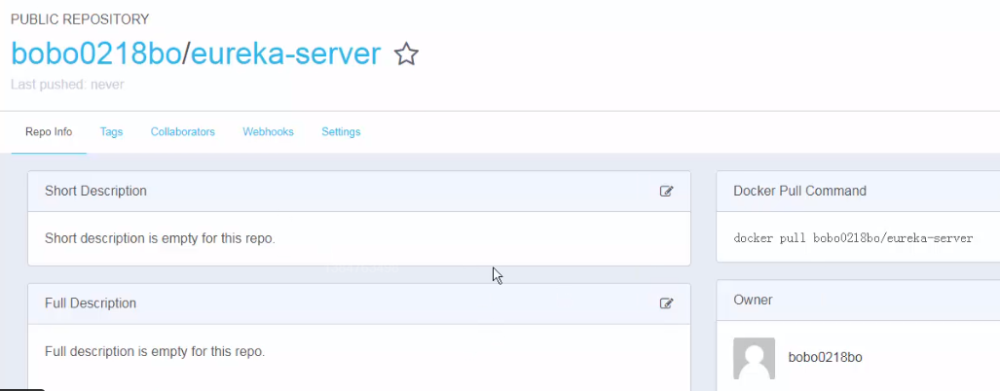 PUBLIC REPOSITORY
bobo0218bo/eureka-server
Last pushed: never
Repo Info Tags Collaborators Webhooks Settings
Short Description
Short description is empty for this repo.
Full Description
Full description is empty for this repo.
Docker Pull Command
docker pull bobo0218bo/eureka-server
Owner
bobo0218bo